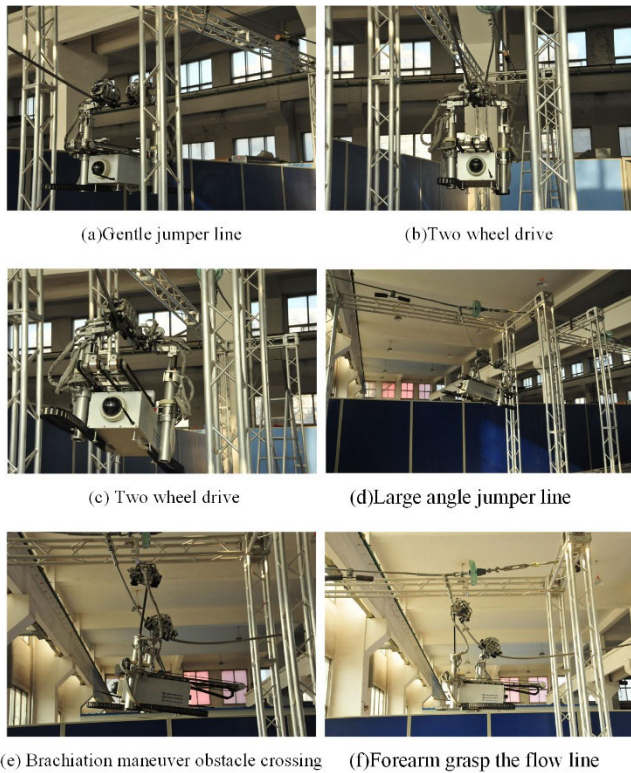 (a)Gentle jumper line
(b)Two wheel drive
(c) Two wheel drive
(d)Large angle jumper line
(e) Brachiation maneuver obstacle crossing
(f)Forearm grasp the flow line